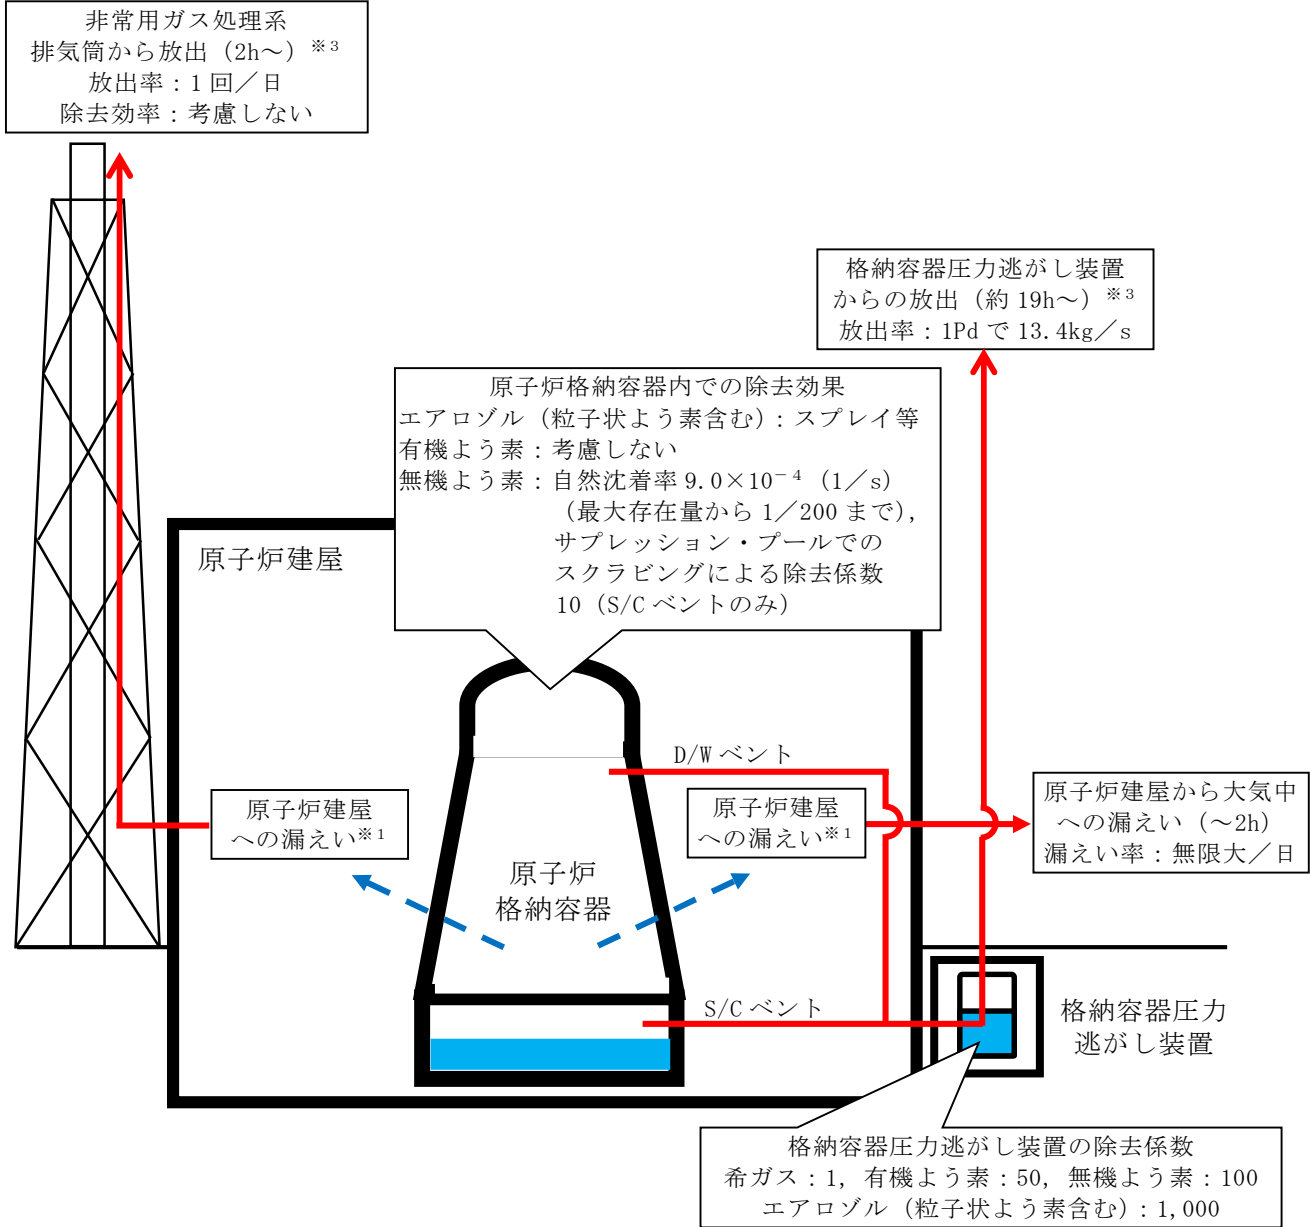 非常用ガス処理系
排気筒から放出（2h～）※3
放出率：1回／日
除去効率：考慮しない
格納容器圧力逃がし装置
からの放出（約19h～）※3
放出率：1Pdで13.4kg／s
原子炉格納容器内での除去効果
エアロゾル（粒子状よう素含む）：スプレイ等
有機よう素：考慮しない
無機よう素：自然沈着率9.0×10⁻⁴（1／s）
（最大存在量から1／200まで），
サプレッション・プールでの
スクラビングによる除去係数
10（S/Cベントのみ）
原子炉建屋
D/Wベント
原子炉建屋
への漏えい※1
原子炉建屋
への漏えい※1
原子炉建屋から大気中
への漏えい（～2h）
漏えい率：無限大／日
原子炉
格納容器
S/Cベント
格納容器圧力
逃がし装置
格納容器圧力逃がし装置の除去係数
希ガス：1，有機よう素：50，無機よう素：100
エアロゾル（粒子状よう素含む）：1,000